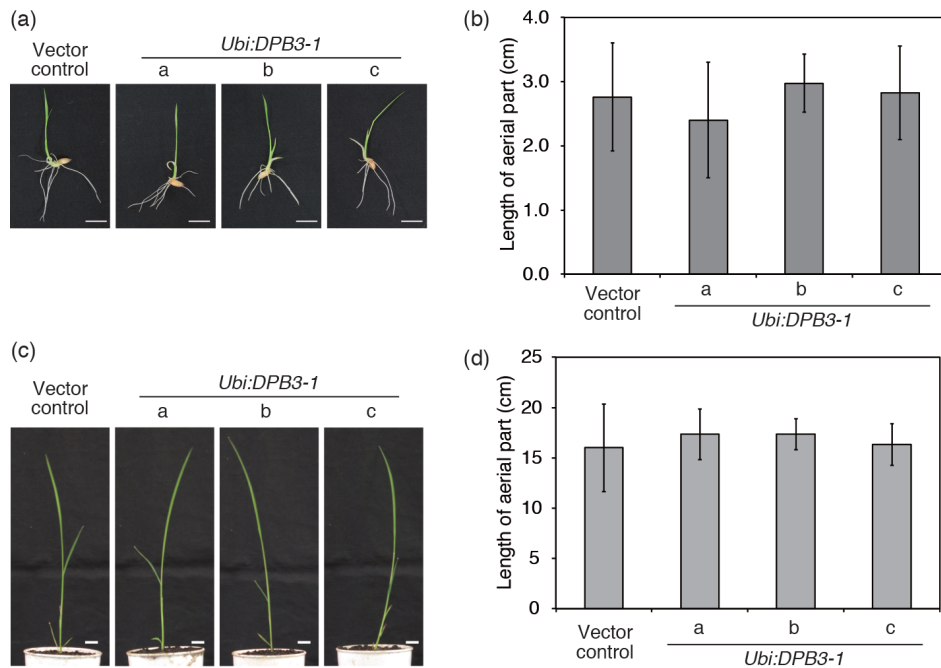 (a)
Vector
control
Ubi:DPB3-1
a
b
c
(b)
Length of aerial part (cm)
4.0
3.0
2.0
1.0
0.0
Vector
control
a
b
c
Ubi:DPB3-1
(c)
Vector
control
Ubi:DPB3-1
a
b
c
(d)
Length of aerial part (cm)
25
20
15
10
5
0
Vector
control
a
b
c
Ubi:DPB3-1